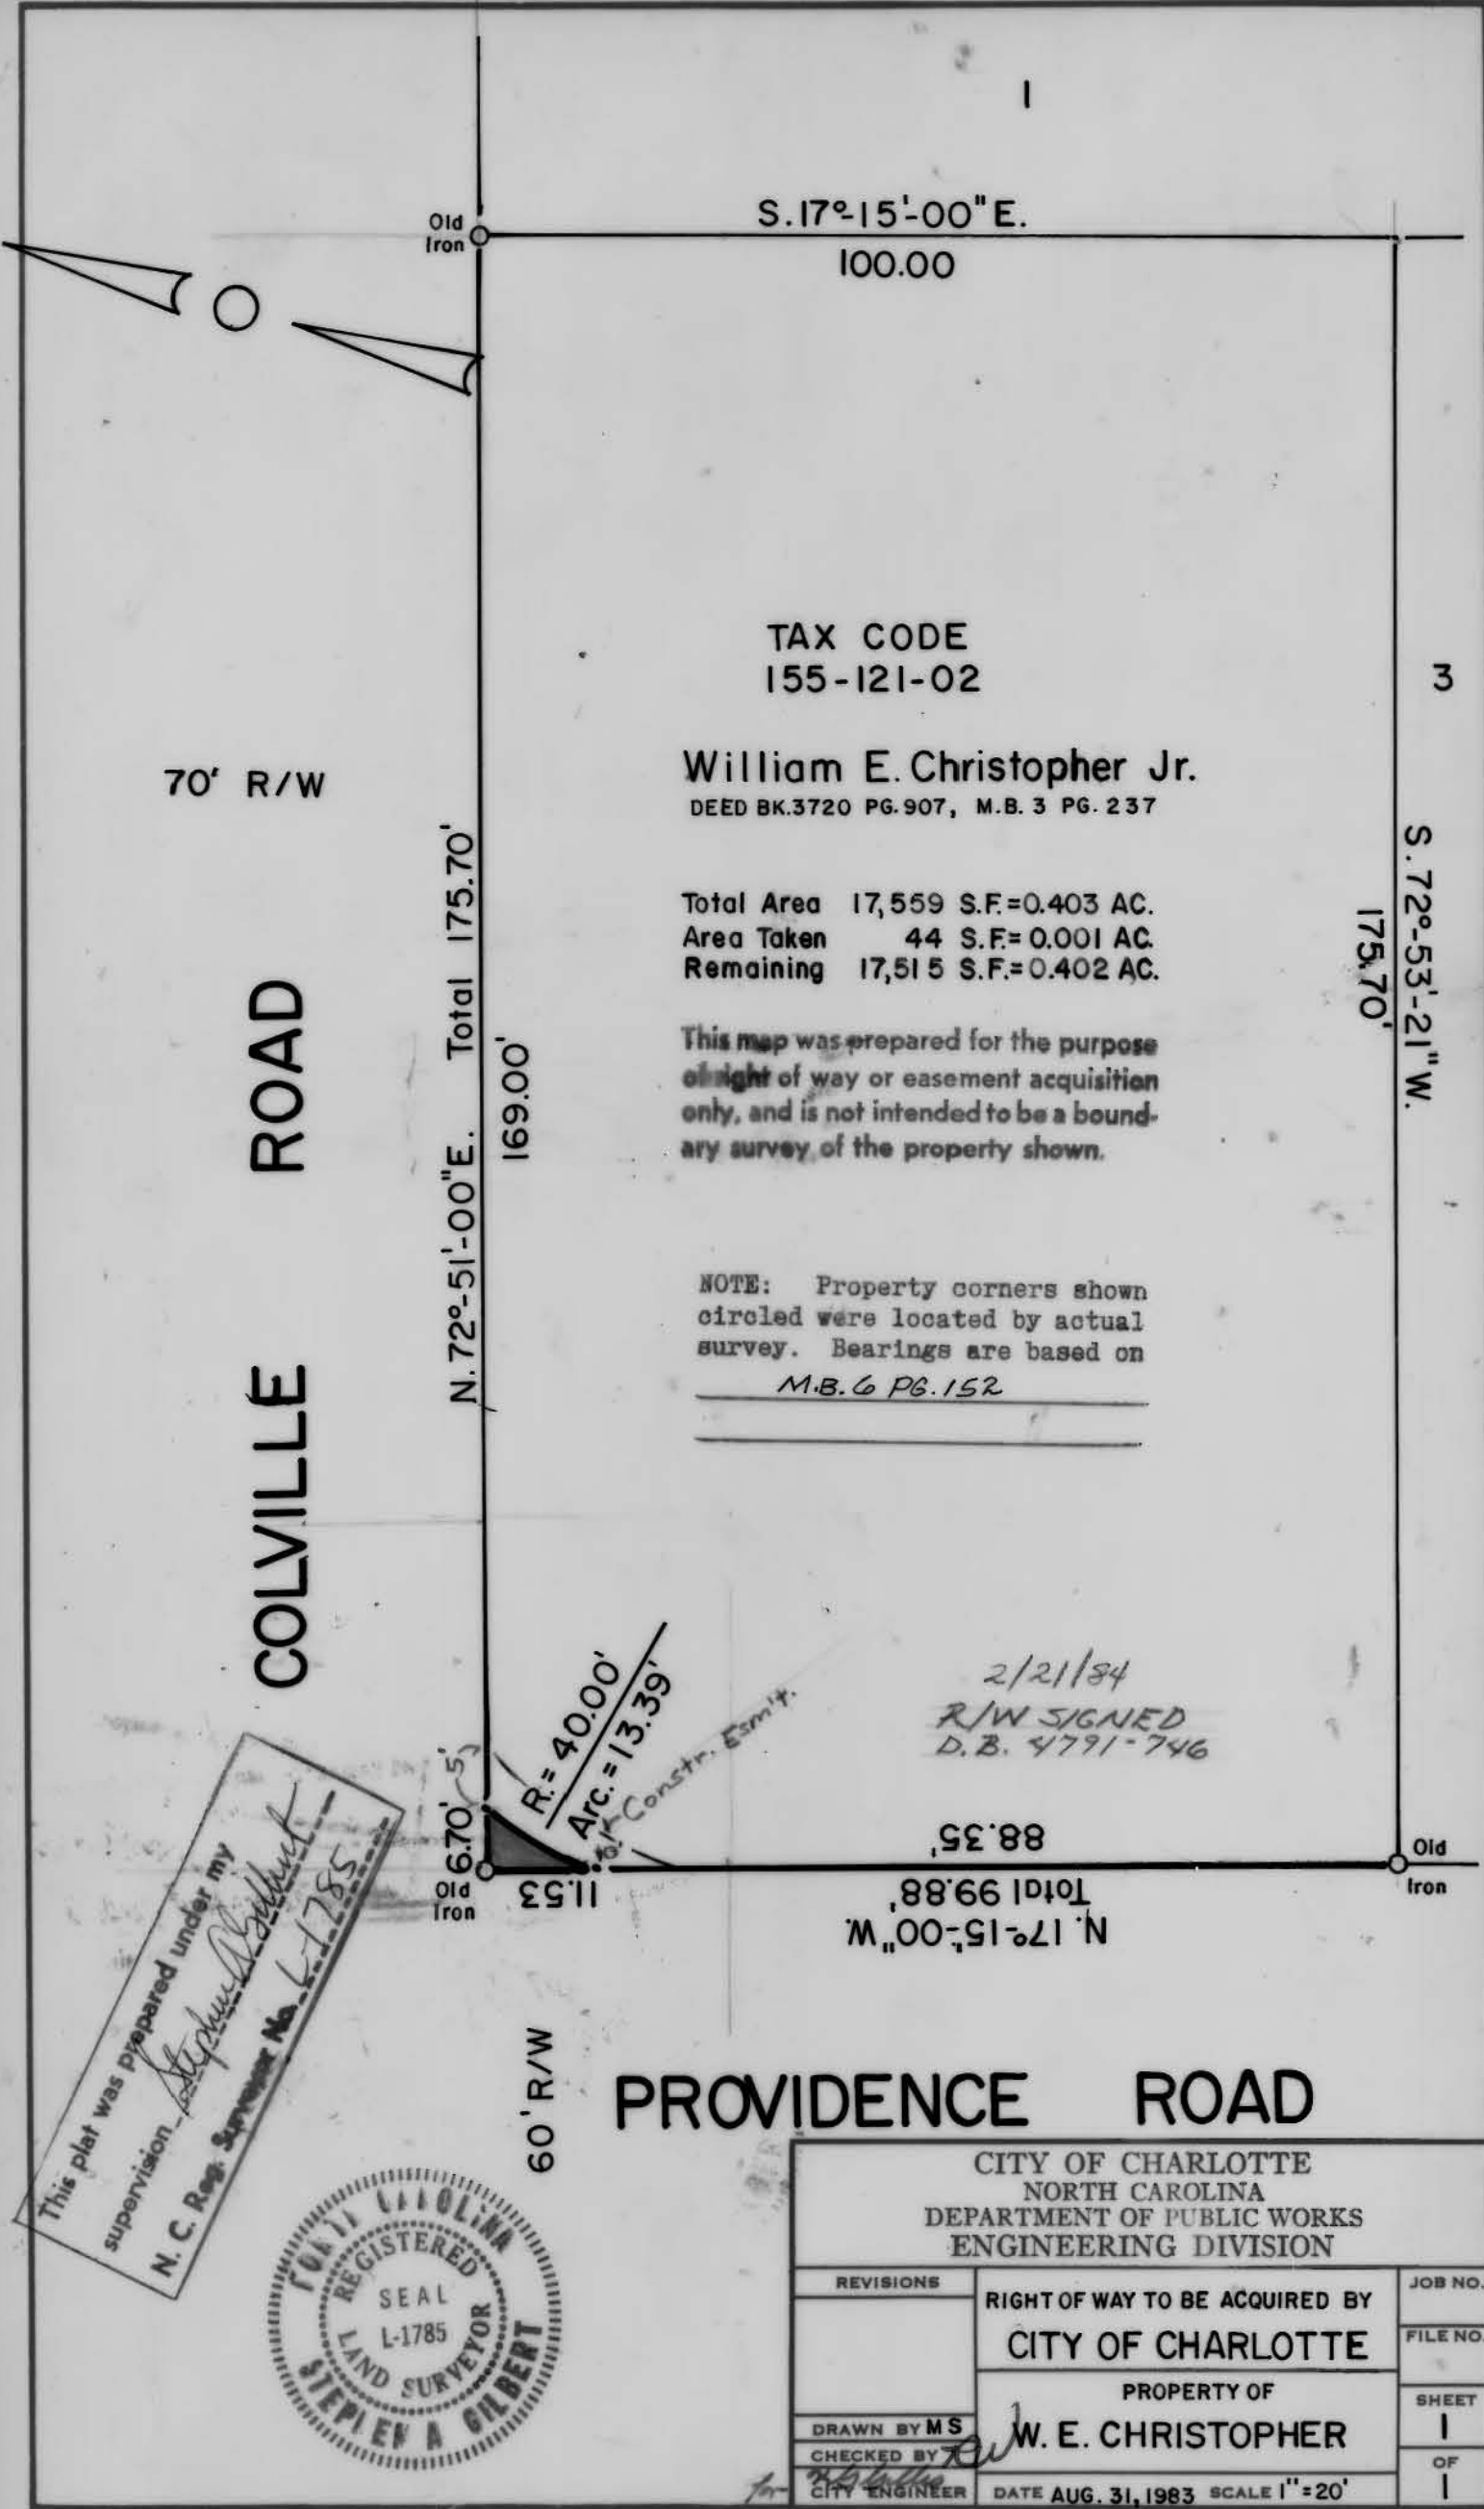 1
Old
Iron
S.17°-15'-00"E.
100.00
TAX CODE
155-121-02
3
William E. Christopher Jr.
DEED BK.3720 PG.907, M.B. 3 PG. 237
70' R/W
Total Area 17,559 S.F.=0.403 AC.
Area Taken 44 S.F.= 0.001 AC.
Remaining 17,515 S.F.=0.402 AC.
N.72°-51'-00"E. Total 175.70'
169.00'
S.72°-53'-21"W.
175.70'
COLVILLE ROAD
This map was prepared for the purpose
of right of way or easement acquisition
only, and is not intended to be a bound-
ary survey of the property shown.
NOTE: Property corners shown
circled were located by actual
survey. Bearings are based on
M.B. 6 PG. 152
R.= 40.00'
Arc.= 13.39'
5' Constr. Esm't.
2/21/84
R/W SIGNED
D.B. 4791-746
6.70'
5'
Old
Iron
11.53
88.35'
Total 99.88'
N. 17°-15'-00"W.
Old
Iron
This plat was prepared under my
supervision Stephen A Gilbert
N. C. Reg. Surveyor No. L-1785
60' R/W
PROVIDENCE ROAD
NORTH CAROLINA
REGISTERED
SEAL
L-1785
LAND SURVEYOR
STEPHEN A GILBERT
CITY OF CHARLOTTE
NORTH CAROLINA
DEPARTMENT OF PUBLIC WORKS
ENGINEERING DIVISION
REVISIONS
RIGHT OF WAY TO BE ACQUIRED BY
CITY OF CHARLOTTE
JOB NO.
FILE NO.
PROPERTY OF
W. E. CHRISTOPHER
SHEET
1
OF
1
DRAWN BY MS
CHECKED BY
for
CITY ENGINEER
DATE AUG. 31, 1983 SCALE 1"=20'